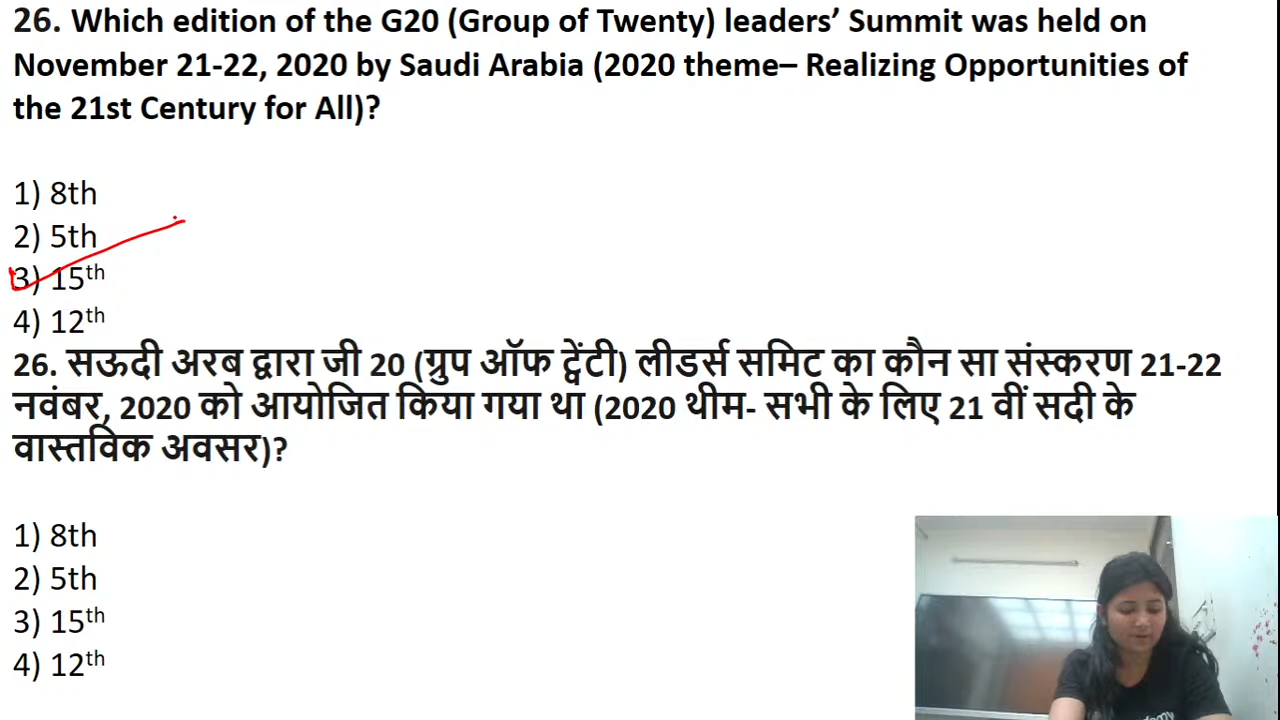 26. Which edition of the G20 (Group of Twenty) leaders’ Summit was held on
November 21-22, 2020 by Saudi Arabia (2020 theme– Realizing Opportunities of
the 21st Century for All)?
1) 8th
2) 5th
3) 15th
4) 12th
26. सऊदी अरब द्वारा जी 20 (ग्रुप ऑफ ट्वेंटी) लीडर्स समिट का कौन सा संस्करण 21-22
नवंबर, 2020 को आयोजित किया गया था (2020 थीम- सभी के लिए 21 वीं सदी के
वास्तविक अवसर)?
1) 8th
2) 5th
3) 15th
4) 12th